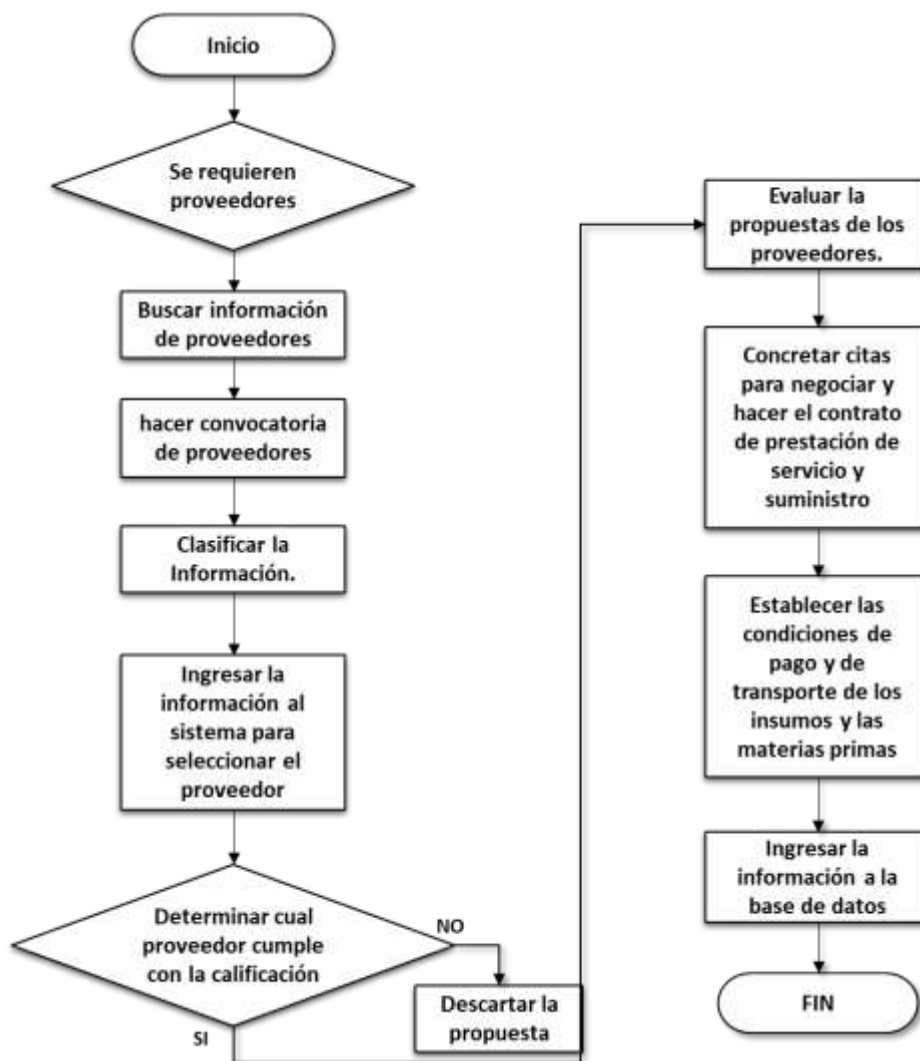 Inicio
Se requieren
proveedores
Buscar información
de proveedores
hacer convocatoria
de proveedores
Clasificar la
Información.
Ingresar la
información al
sistema para
seleccionar el
proveedor
Determinar cual
proveedor cumple
con la calificación
NO
SI
Descartar la
propuesta
Evaluar la
propuestas de los
proveedores.
Concretar citas
para negociar y
hacer el contrato
de prestación de
servicio y
suministro
Establecer las
condiciones de
pago y de
transporte de los
insumos y las
materias primas
Ingresar la
información a la
base de datos
FIN